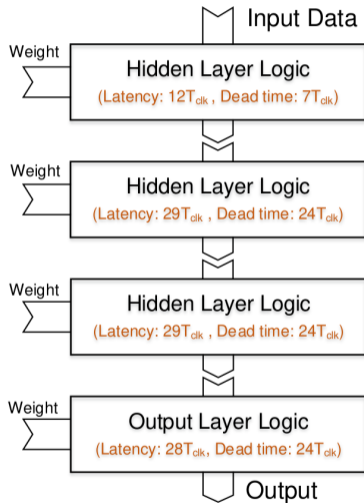 Input Data
Weight
Hidden Layer Logic
(Latency: 12Tclk , Dead time: 7Tclk)
Weight
Hidden Layer Logic
(Latency: 29Tclk , Dead time: 24Tclk)
Weight
Hidden Layer Logic
(Latency: 29Tclk , Dead time: 24Tclk)
Weight
Output Layer Logic
(Latency: 28Tclk, Dead time: 24Tclk)
Output